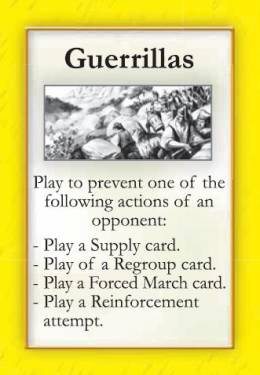 Guerrillas
Play to prevent one of the
following actions of an
opponent:
- Play a Supply card.
- Play of a Regroup card.
- Play a Forced March card.
- Play a Reinforcement
attempt.